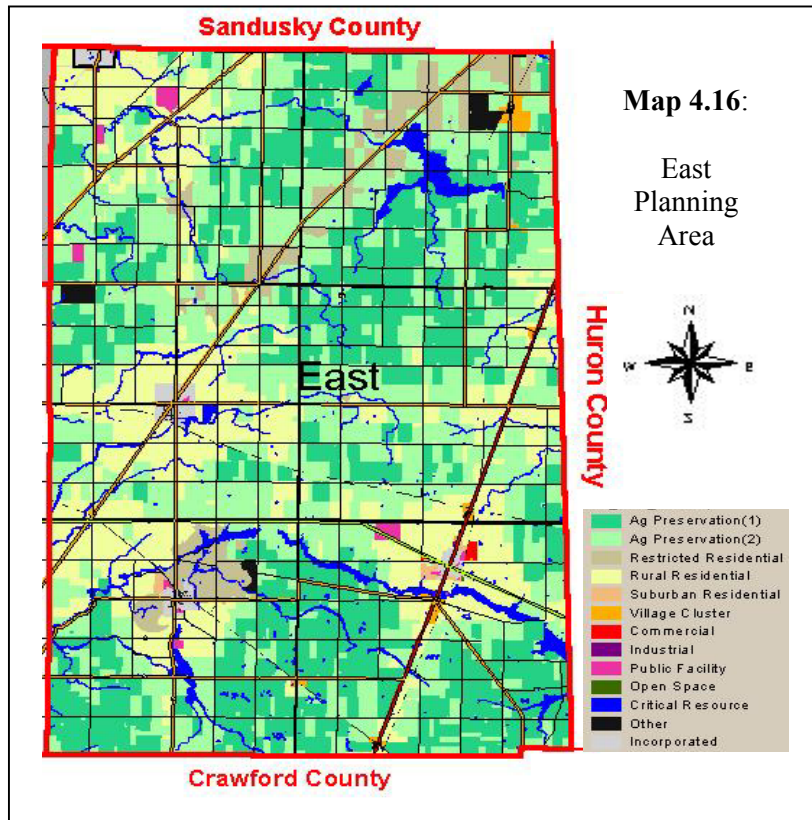 Sandusky County
Map 4.16:
East
Planning
Area
Huron County
N
W
E
S
East
Ag Preservation(1)
Ag Preservation(2)
Restricted Residential
Rural Residential
Suburban Residential
Village Cluster
Commercial
Industrial
Public Facility
Open Space
Critical Resource
Other
Incorporated
Crawford County